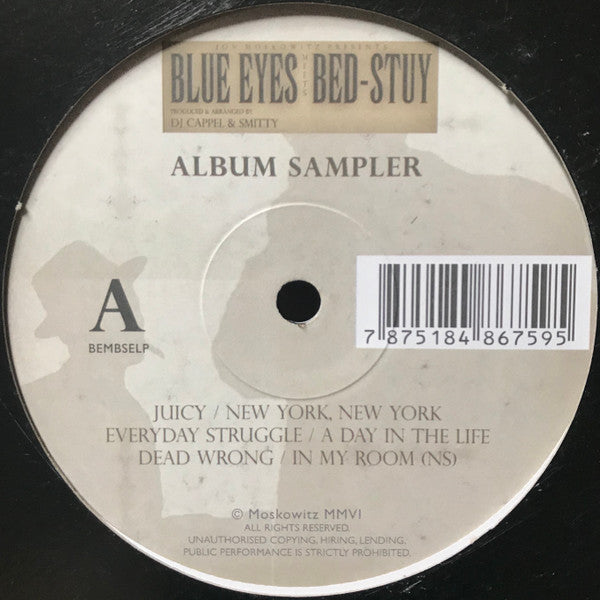 JON MOSKOWITZ PRESENTS
BLUE EYES MEETS BED-STUY
PRODUCED & ARRANGED BY
DJ CAPPEL & SMITTY
ALBUM SAMPLER
A
BEMBSELP
7 875184 867595
JUICY / NEW YORK, NEW YORK
EVERYDAY STRUGGLE / A DAY IN THE LIFE
DEAD WRONG / IN MY ROOM (NS)
© Moskowitz MMVI
ALL RIGHTS RESERVED.
UNAUTHORISED COPYING, HIRING, LENDING.
PUBLIC PERFORMANCE IS STRICTLY PROHIBITED.